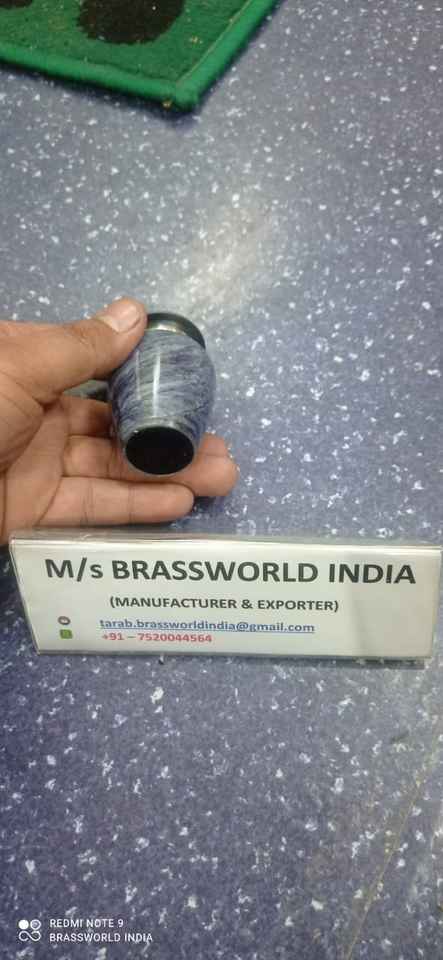 M/s BRASSWORLD INDIA
(MANUFACTURER & EXPORTER)
tarab.brassworldindia@gmail.com
+91 – 7520044564
REDMI NOTE 9
BRASSWORLD INDIA